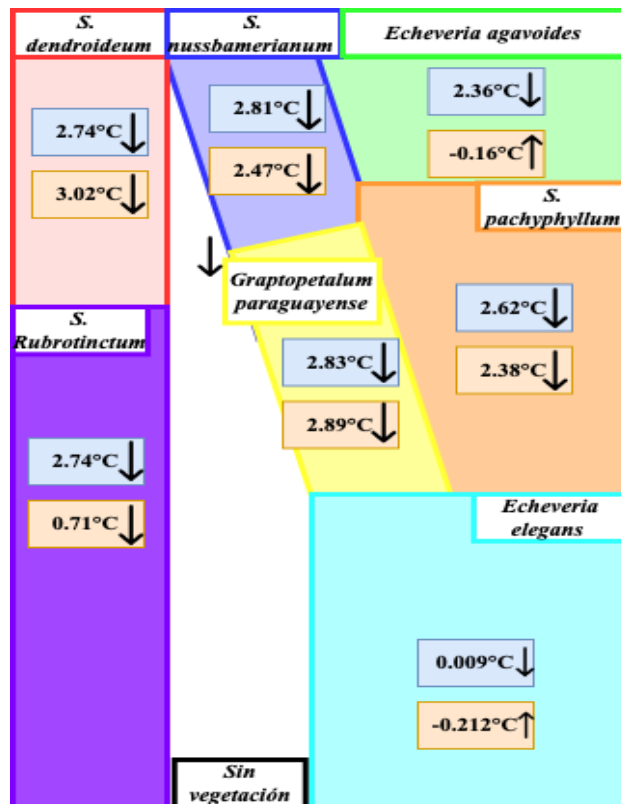 S.
dendroideum
S.
nussbamerianum
Echeveria agavoides
2.74°C
3.02°C
2.81°C
2.47°C
2.36°C
-0.16°C
S.
pachyphyllum
Graptopetalum
paraguayense
2.62°C
2.38°C
S.
Rubrotinctum
2.83°C
2.89°C
2.74°C
0.71°C
Echeveria
elegans
0.009°C
-0.212°C
Sin
vegetación